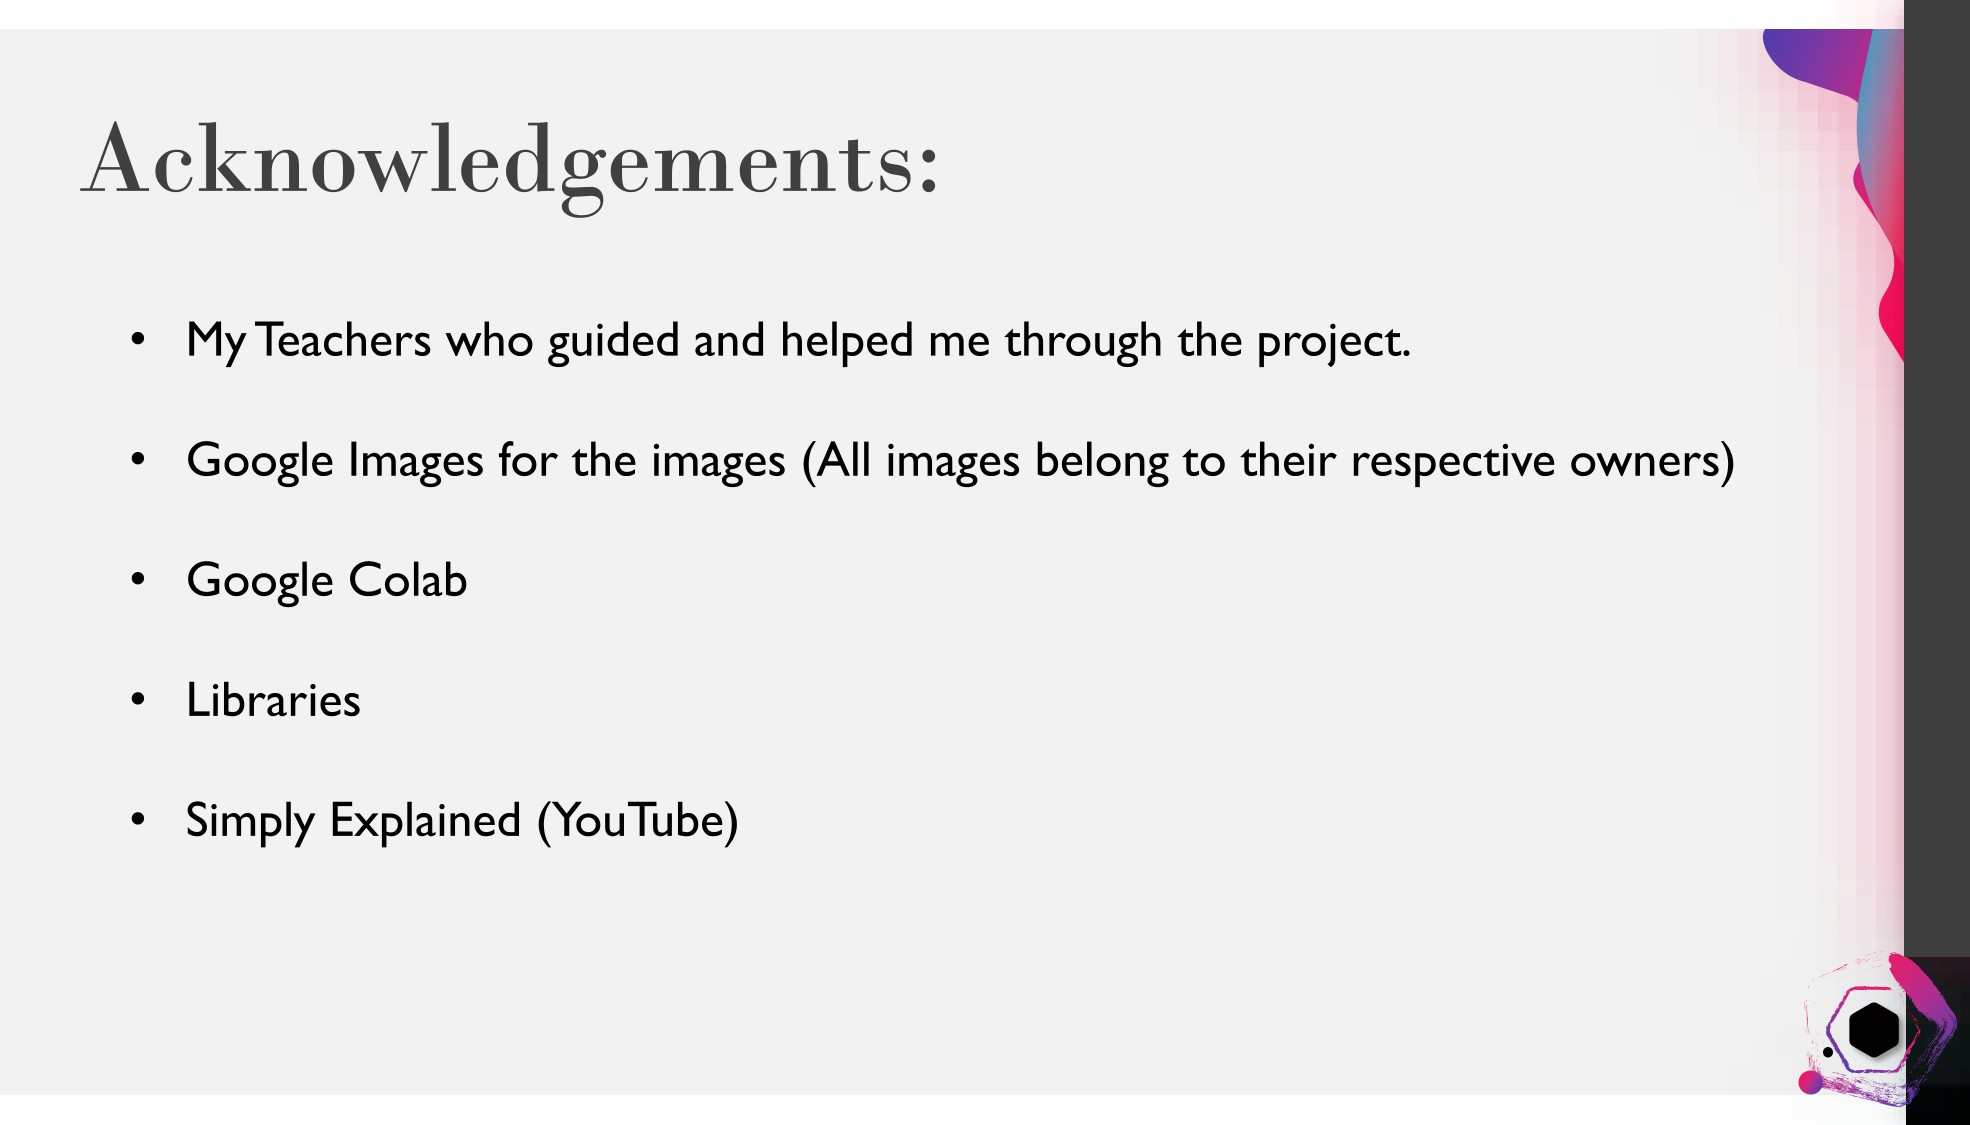 Acknowledgements:
• My Teachers who guided and helped me through the project.
• Google Images for the images (All images belong to their respective owners)
• Google Colab
• Libraries
• Simply Explained (YouTube)